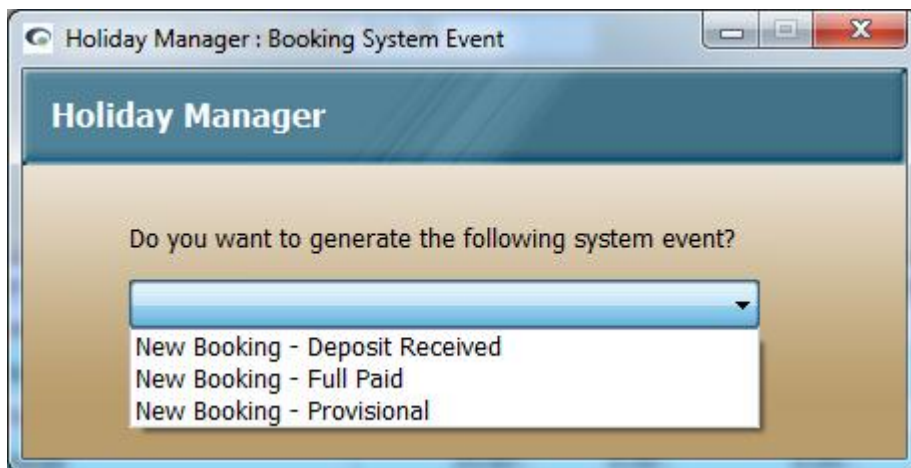 Holiday Manager : Booking System Event
Holiday Manager
Do you want to generate the following system event?
New Booking - Deposit Received
New Booking - Full Paid
New Booking - Provisional